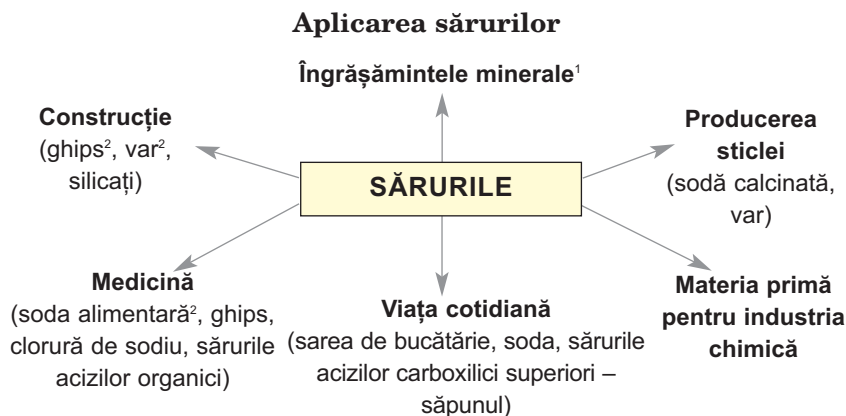 Aplicarea sărurilor
Îngrășămintele minerale¹
Construcție
(ghips², var²,
silicați)
Producerea
sticlei
(sodă calcinată,
var)
SĂRURILE
Medicină
(soda alimentară², ghips,
clorură de sodiu, sărurile
acizilor organici)
Viața cotidiană
(sarea de bucătărie, soda, sărurile
acizilor carboxilici superiori –
săpunul)
Materia primă
pentru industria
chimică